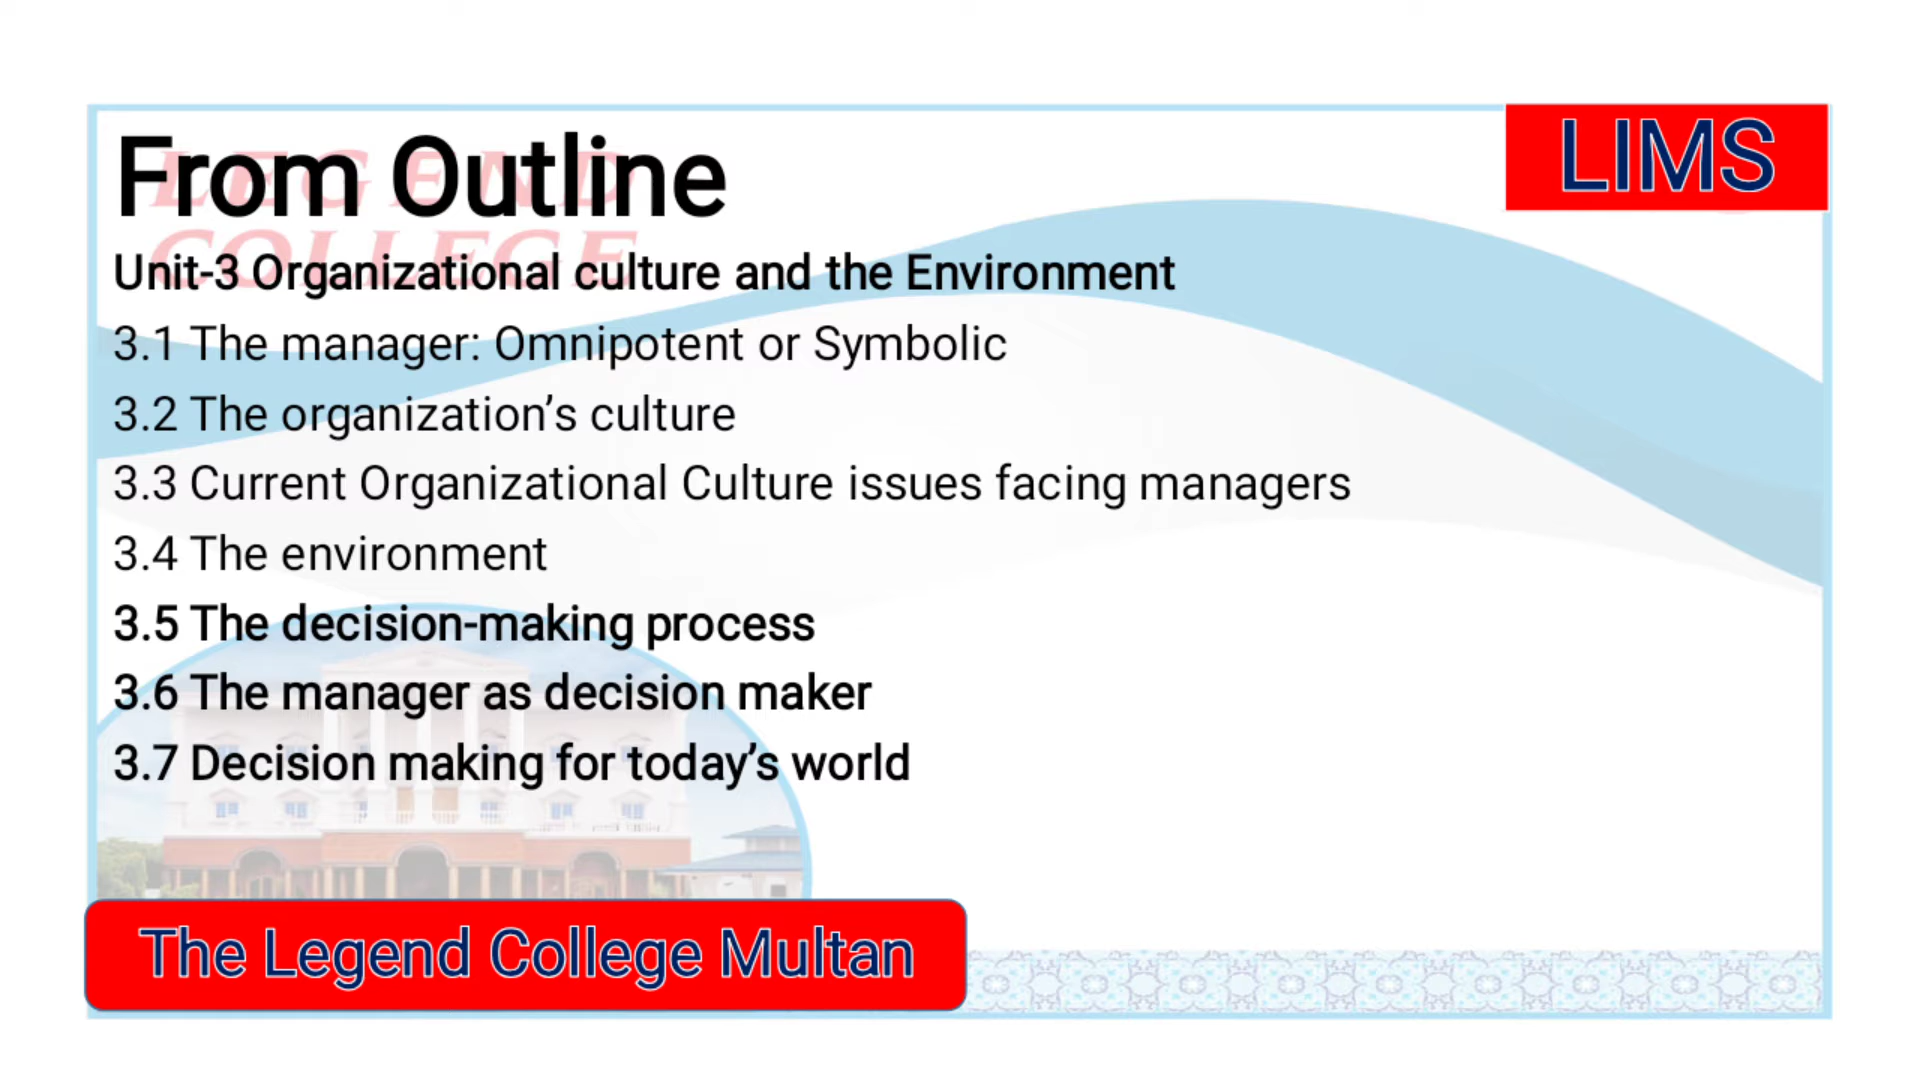 LIMS
From Outline
LEGEND
COLLEGE
Unit-3 Organizational culture and the Environment
3.1 The manager: Omnipotent or Symbolic
3.2 The organization’s culture
3.3 Current Organizational Culture issues facing managers
3.4 The environment
3.5 The decision-making process
3.6 The manager as decision maker
3.7 Decision making for today’s world
The Legend College Multan